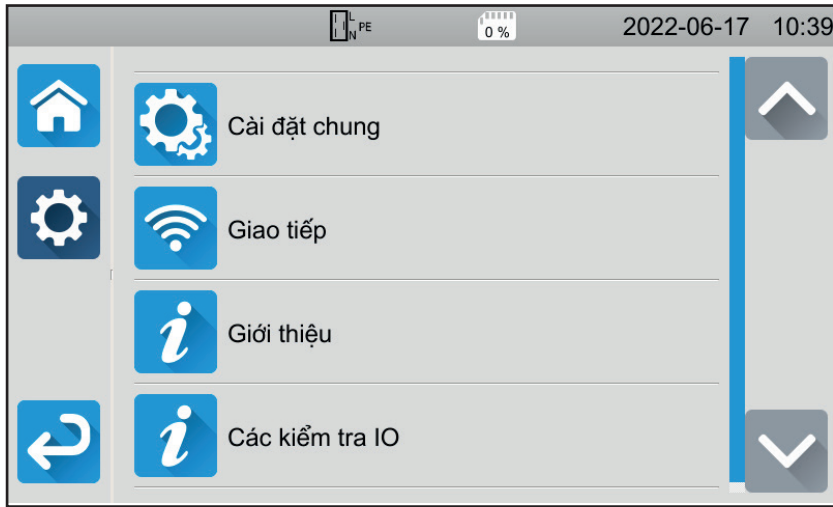 L
N PE
0 %
2022-06-17 10:39
Cài đặt chung
Giao tiếp
Giới thiệu
Các kiểm tra IO